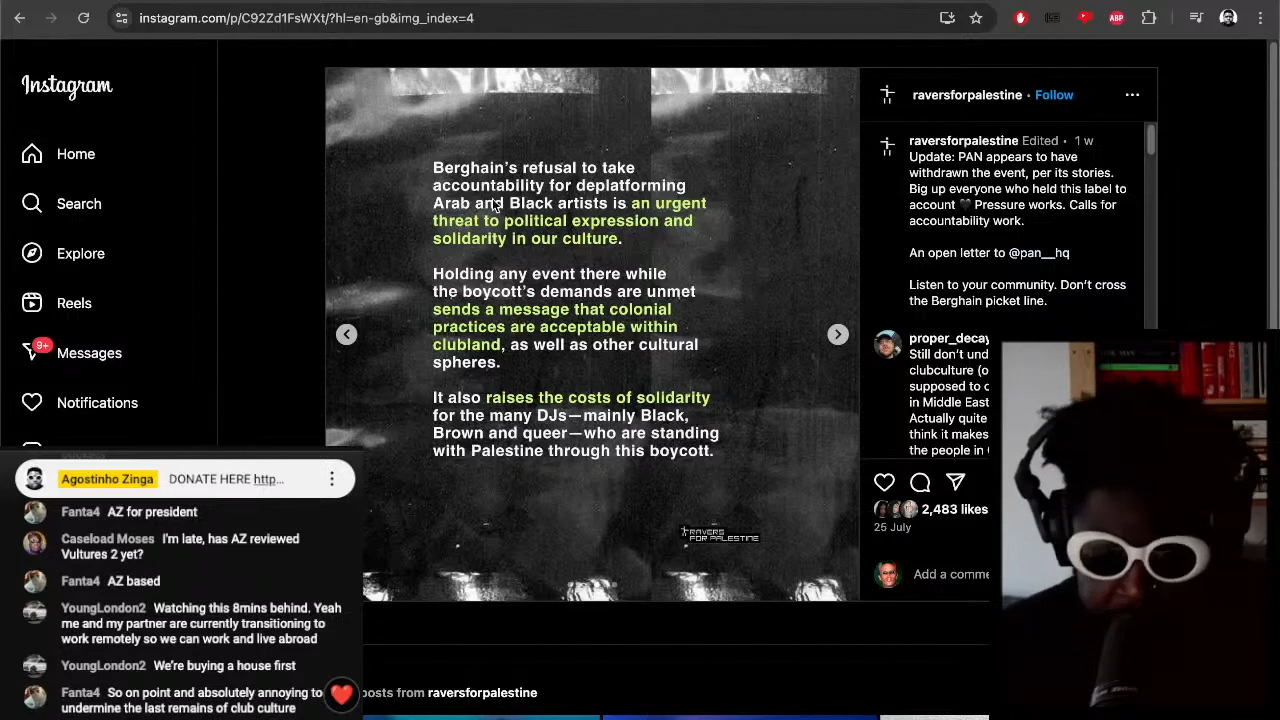 instagram.com/p/C92Zd1FsWXt/?hl=en-gb&img_index=4
ABP
Instagram
Home
Search
Explore
Reels
9+
Messages
Notifications
Berghain's refusal to take
accountability for deplatforming
Arab and Black artists is an urgent
threat to political expression and
solidarity in our culture.
Holding any event there while
the boycott's demands are unmet
sends a message that colonial
practices are acceptable within
clubland, as well as other cultural
spheres.
It also raises the costs of solidarity
for the many DJs—mainly Black,
Brown and queer—who are standing
with Palestine through this boycott.
RAVERS
FOR PALESTINE
raversforpalestine • Follow
raversforpalestine Edited • 1 w
Update: PAN appears to have
withdrawn the event, per its stories.
Big up everyone who held this label to
account 🖤 Pressure works. Calls for
accountability work.
An open letter to @pan__hq
Listen to your community. Don't cross
the Berghain picket line.
proper_decay
Still don't und
clubculture (o
supposed to c
in Middle East
Actually quite
think it makes
the people in
2,483 likes
25 July
Add a comme
Agostinho Zinga DONATE HERE http...
Fanta4 AZ for president
Caseload Moses I'm late, has AZ reviewed
Vultures 2 yet?
Fanta4 AZ based
YoungLondon2 Watching this 8mins behind. Yeah
me and my partner are currently transitioning to
work remotely so we can work and live abroad
YoungLondon2 We're buying a house first
Fanta4 So on point and absolutely annoying to
undermine the last remains of club culture
posts from raversforpalestine